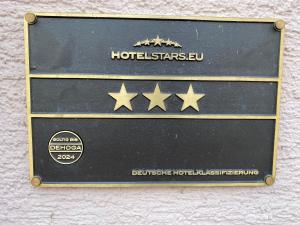 HOTELSTARS.EU
GÜLTIG BIS
DEHOGA
2024
DEUTSCHE HOTELKLASSIFIZIERUNG